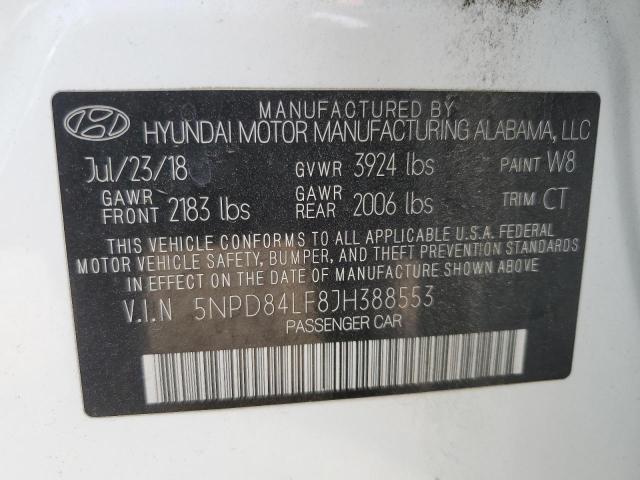 MANUFACTURED BY
HYUNDAI MOTOR MANUFACTURING ALABAMA, LLC
Jul/23/18 GVWR 3924 lbs PAINT W8
GAWR FRONT 2183 lbs GAWR REAR 2006 lbs TRIM CT
THIS VEHICLE CONFORMS TO ALL APPLICABLE U.S.A. FEDERAL
MOTOR VEHICLE SAFETY, BUMPER, AND THEFT PREVENTION STANDARDS
IN EFFECT ON THE DATE OF MANUFACTURE SHOWN ABOVE.
V.I.N 5NPD84LF8JH388553
PASSENGER CAR